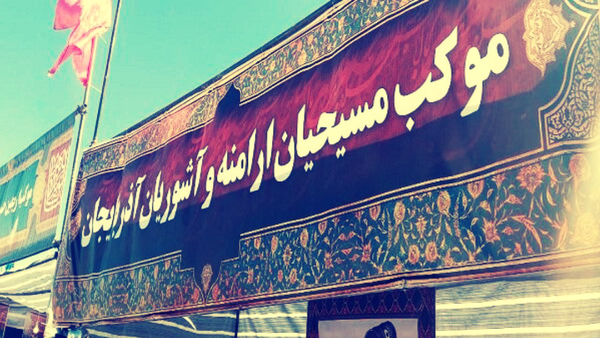 موکب مسیحیان ارامنه و آشوریان آذربایجان